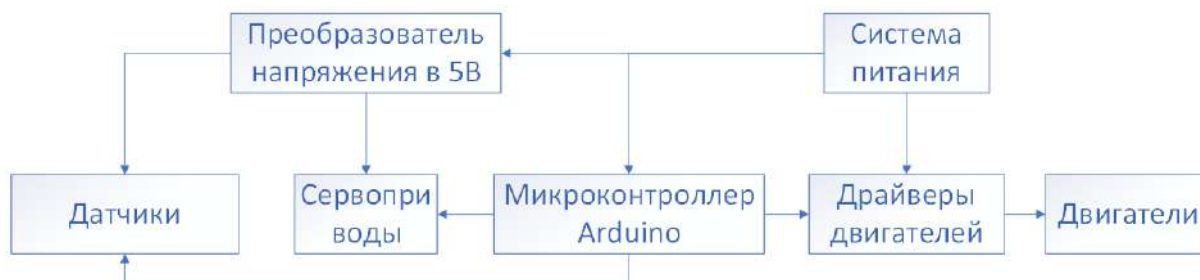 Преобразователь
напряжения в 5В
Система
питания
Датчики
Сервопри
воды
Микроконтроллер
Arduino
Драйверы
двигателей
Двигатели